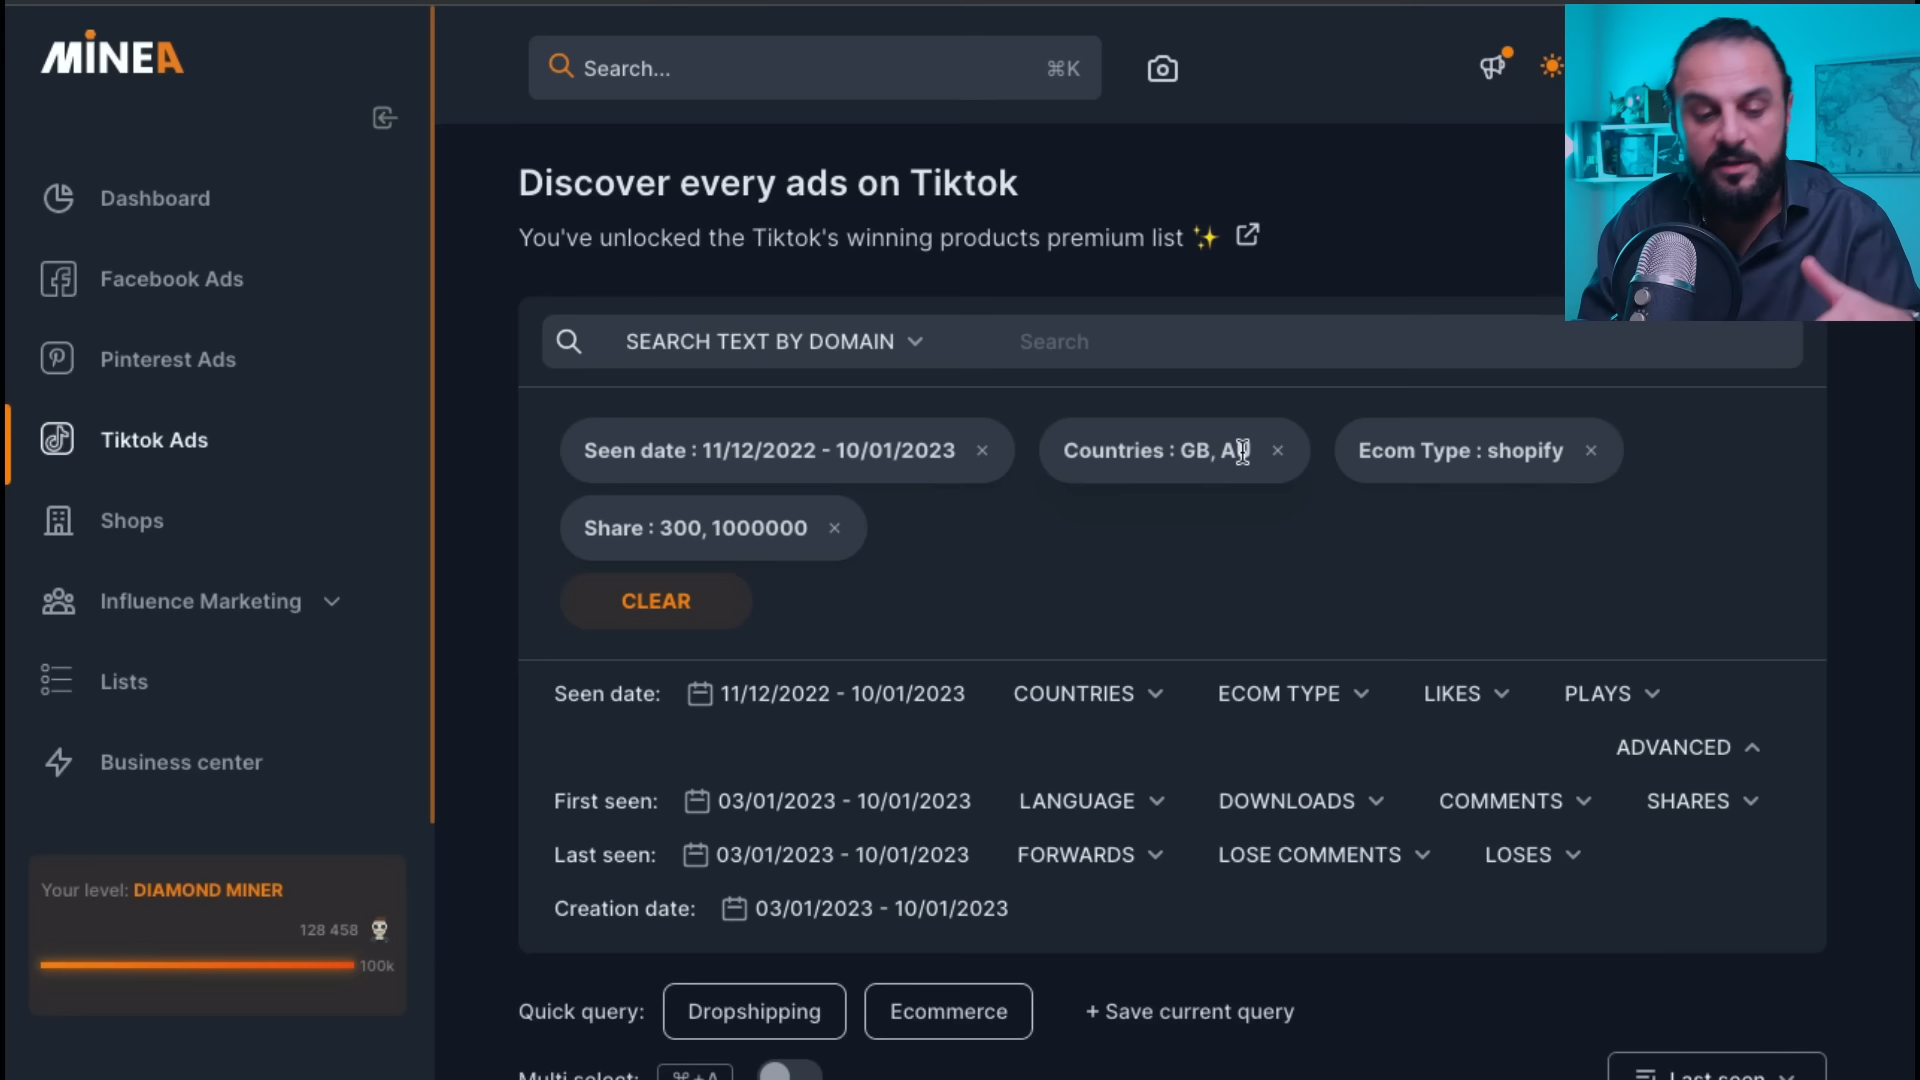 MINEA
Search... ⌘K
Dashboard
Facebook Ads
Pinterest Ads
Tiktok Ads
Shops
Influence Marketing
Lists
Business center
Your level: DIAMOND MINER
128 458
100k
Discover every ads on Tiktok
You've unlocked the Tiktok's winning products premium list ✨
SEARCH TEXT BY DOMAIN Search
Seen date : 11/12/2022 - 10/01/2023 × Countries : GB, AU × Ecom Type : shopify ×
Share : 300, 1000000 ×
CLEAR
Seen date: 11/12/2022 - 10/01/2023 COUNTRIES ECOM TYPE LIKES PLAYS
ADVANCED
First seen: 03/01/2023 - 10/01/2023 LANGUAGE DOWNLOADS COMMENTS SHARES
Last seen: 03/01/2023 - 10/01/2023 FORWARDS LOSE COMMENTS LOSES
Creation date: 03/01/2023 - 10/01/2023
Quick query: Dropshipping Ecommerce + Save current query
Multi select: ⌘+A Last seen